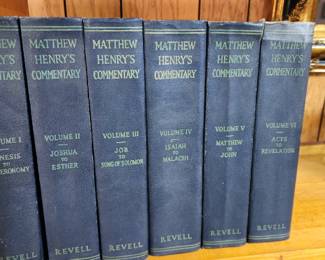 MATTHEW
HENRY'S
COMMENTARY
VOLUME II
JOSHUA
TO
ESTHER
REVELL
MATTHEW
HENRY'S
COMMENTARY
VOLUME III
JOB
TO
SONG OF SOLOMON
REVELL
MATTHEW
HENRY'S
COMMENTARY
VOLUME IV
ISAIAH
TO
MALACHI
REVELL
MATTHEW
HENRY'S
COMMENTARY
VOLUME V
MATTHEW
TO
JOHN
REVELL
MATTHEW
HENRY'S
COMMENTARY
VOLUME VI
ACTS
TO
REVELATION
REVELL